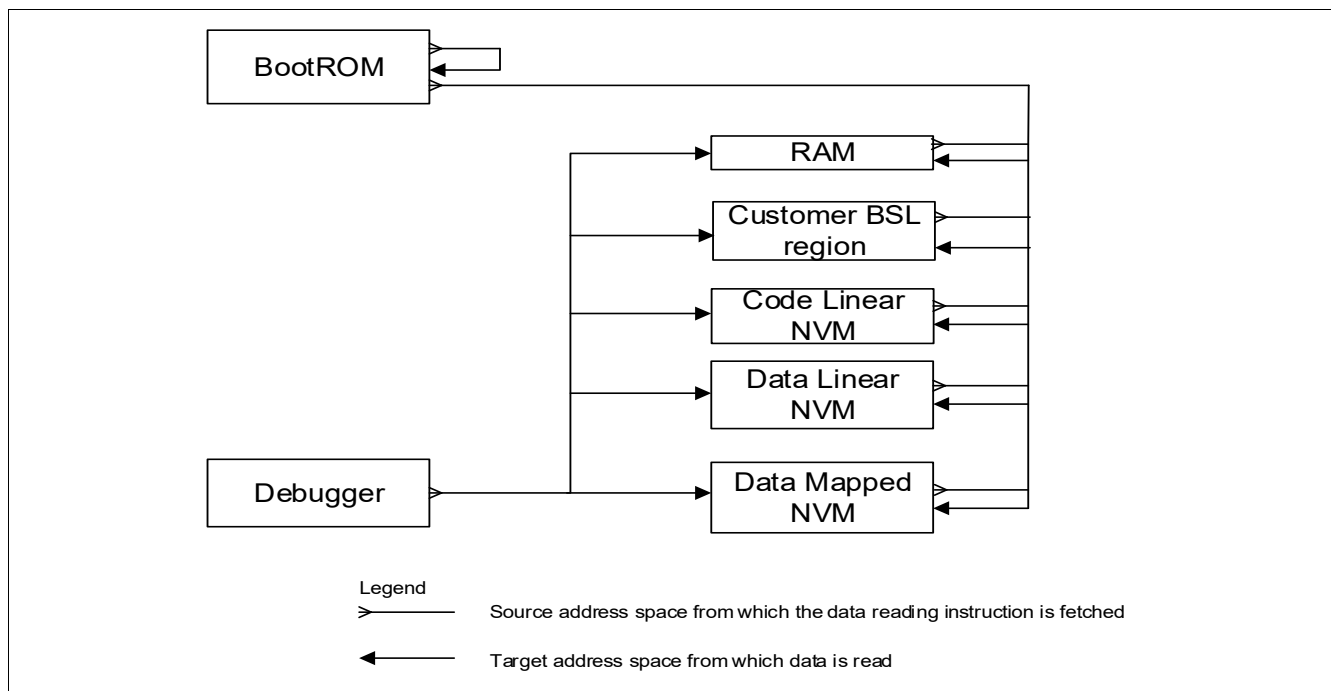 BootROM
RAM
Customer BSL
region
Code Linear
NVM
Data Linear
NVM
Debugger
Data Mapped
NVM
Legend
Source address space from which the data reading instruction is fetched
Target address space from which data is read